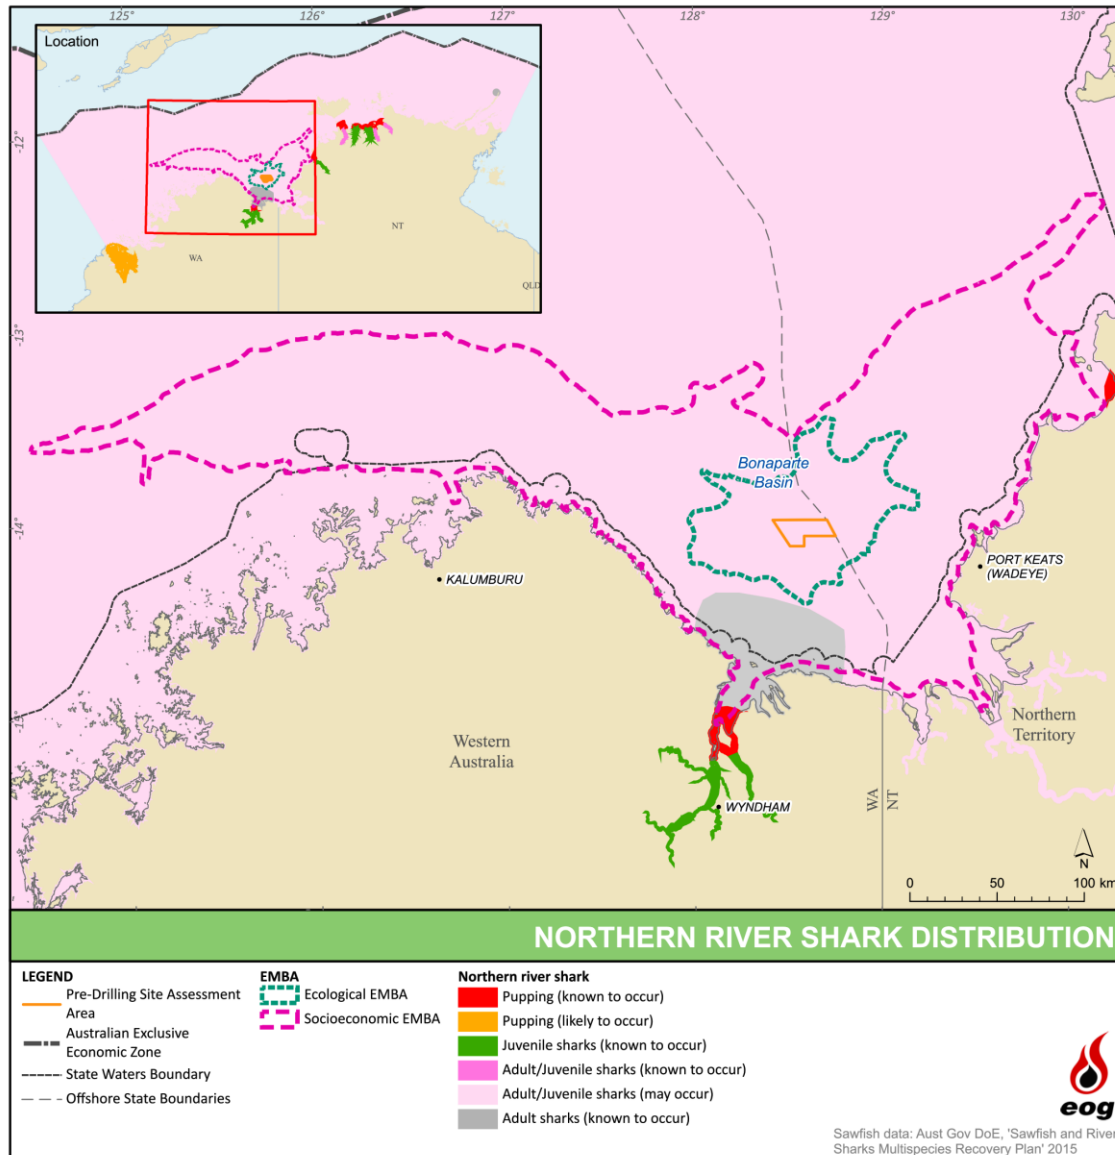 125°
126°
127°
128°
129°
130°
Location
WA
NT
QLD
-12°
-13°
-14°
Bonaparte
Basin
KALUMBURU
PORT KEATS
(WADEYE)
Western
Australia
Northern
Territory
WYNDHAM
WA
NT
N
0 50 100 km
NORTHERN RIVER SHARK DISTRIBUTION
LEGEND
Pre-Drilling Site Assessment
Area
Australian Exclusive
Economic Zone
State Waters Boundary
Offshore State Boundaries
EMBA
Ecological EMBA
Socioeconomic EMBA
Northern river shark
Pupping (known to occur)
Pupping (likely to occur)
Juvenile sharks (known to occur)
Adult/Juvenile sharks (known to occur)
Adult/Juvenile sharks (may occur)
Adult sharks (known to occur)
eog
Sawfish data: Aust Gov DoE, 'Sawfish and River
Sharks Multispecies Recovery Plan' 2015